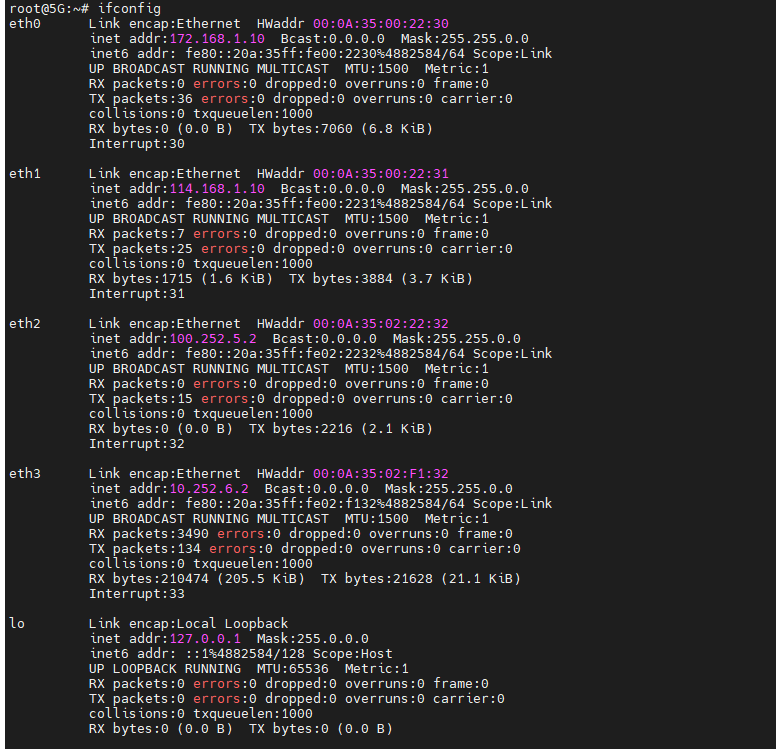 root@5G:~# ifconfig
eth0      Link encap:Ethernet  HWaddr 00:0A:35:00:22:30
          inet addr:172.168.1.10  Bcast:0.0.0.0  Mask:255.255.0.0
          inet6 addr: fe80::20a:35ff:fe00:2230%4882584/64 Scope:Link
          UP BROADCAST RUNNING MULTICAST  MTU:1500  Metric:1
          RX packets:0 errors:0 dropped:0 overruns:0 frame:0
          TX packets:36 errors:0 dropped:0 overruns:0 carrier:0
          collisions:0 txqueuelen:1000
          RX bytes:0 (0.0 B)  TX bytes:7060 (6.8 KiB)
          Interrupt:30
eth1      Link encap:Ethernet  HWaddr 00:0A:35:00:22:31
          inet addr:114.168.1.10  Bcast:0.0.0.0  Mask:255.255.0.0
          inet6 addr: fe80::20a:35ff:fe00:2231%4882584/64 Scope:Link
          UP BROADCAST RUNNING MULTICAST  MTU:1500  Metric:1
          RX packets:7 errors:0 dropped:0 overruns:0 frame:0
          TX packets:25 errors:0 dropped:0 overruns:0 carrier:0
          collisions:0 txqueuelen:1000
          RX bytes:1715 (1.6 KiB)  TX bytes:3884 (3.7 KiB)
          Interrupt:31
eth2      Link encap:Ethernet  HWaddr 00:0A:35:02:22:32
          inet addr:100.252.5.2  Bcast:0.0.0.0  Mask:255.255.0.0
          inet6 addr: fe80::20a:35ff:fe02:2232%4882584/64 Scope:Link
          UP BROADCAST RUNNING MULTICAST  MTU:1500  Metric:1
          RX packets:0 errors:0 dropped:0 overruns:0 frame:0
          TX packets:15 errors:0 dropped:0 overruns:0 carrier:0
          collisions:0 txqueuelen:1000
          RX bytes:0 (0.0 B)  TX bytes:2216 (2.1 KiB)
          Interrupt:32
eth3      Link encap:Ethernet  HWaddr 00:0A:35:02:F1:32
          inet addr:10.252.6.2  Bcast:0.0.0.0  Mask:255.255.0.0
          inet6 addr: fe80::20a:35ff:fe02:f132%4882584/64 Scope:Link
          UP BROADCAST RUNNING MULTICAST  MTU:1500  Metric:1
          RX packets:3490 errors:0 dropped:0 overruns:0 frame:0
          TX packets:134 errors:0 dropped:0 overruns:0 carrier:0
          collisions:0 txqueuelen:1000
          RX bytes:210474 (205.5 KiB)  TX bytes:21628 (21.1 KiB)
          Interrupt:33
lo        Link encap:Local Loopback
          inet addr:127.0.0.1  Mask:255.0.0.0
          inet6 addr: ::1%4882584/128 Scope:Host
          UP LOOPBACK RUNNING  MTU:65536  Metric:1
          RX packets:0 errors:0 dropped:0 overruns:0 frame:0
          TX packets:0 errors:0 dropped:0 overruns:0 carrier:0
          collisions:0 txqueuelen:1000
          RX bytes:0 (0.0 B)  TX bytes:0 (0.0 B)